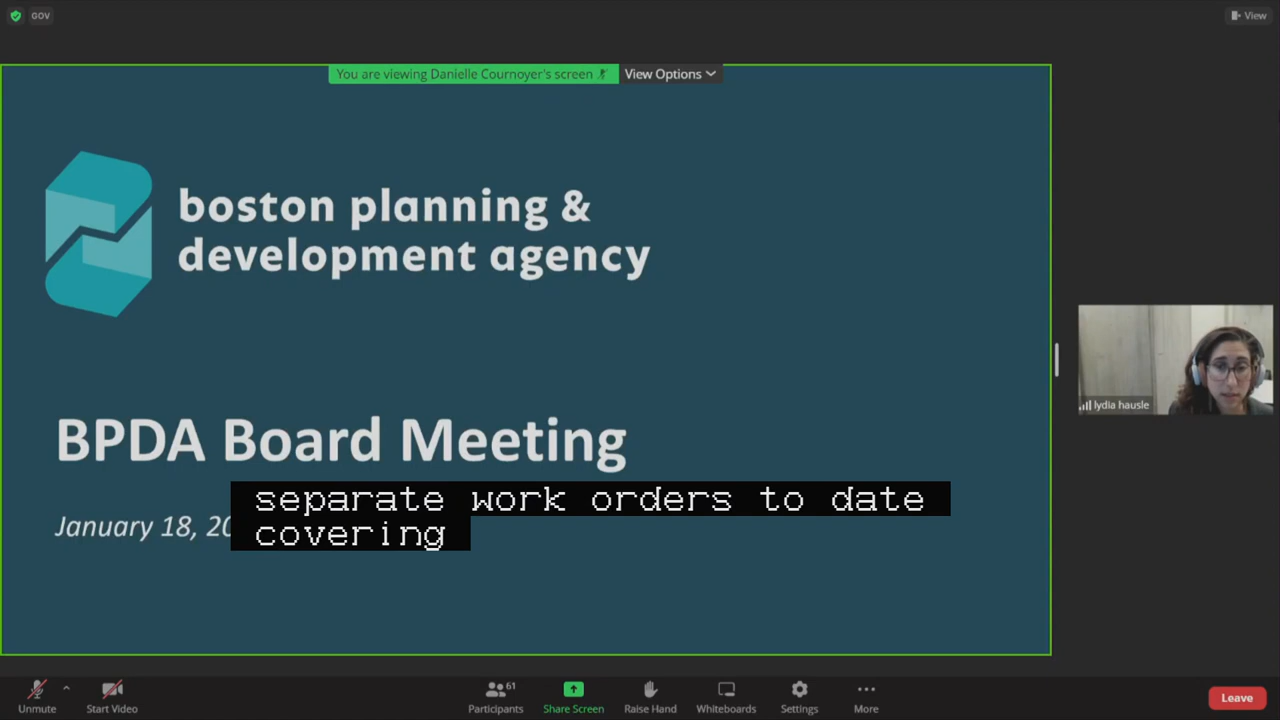 GOV
View
You are viewing Danielle Cournoyer's screen
View Options
boston planning &
development agency
BPDA Board Meeting
January 18, 20
separate work orders to date
covering
lydia hausle
Unmute
Start Video
Participants
61
Share Screen
Raise Hand
Whiteboards
Settings
More
Leave